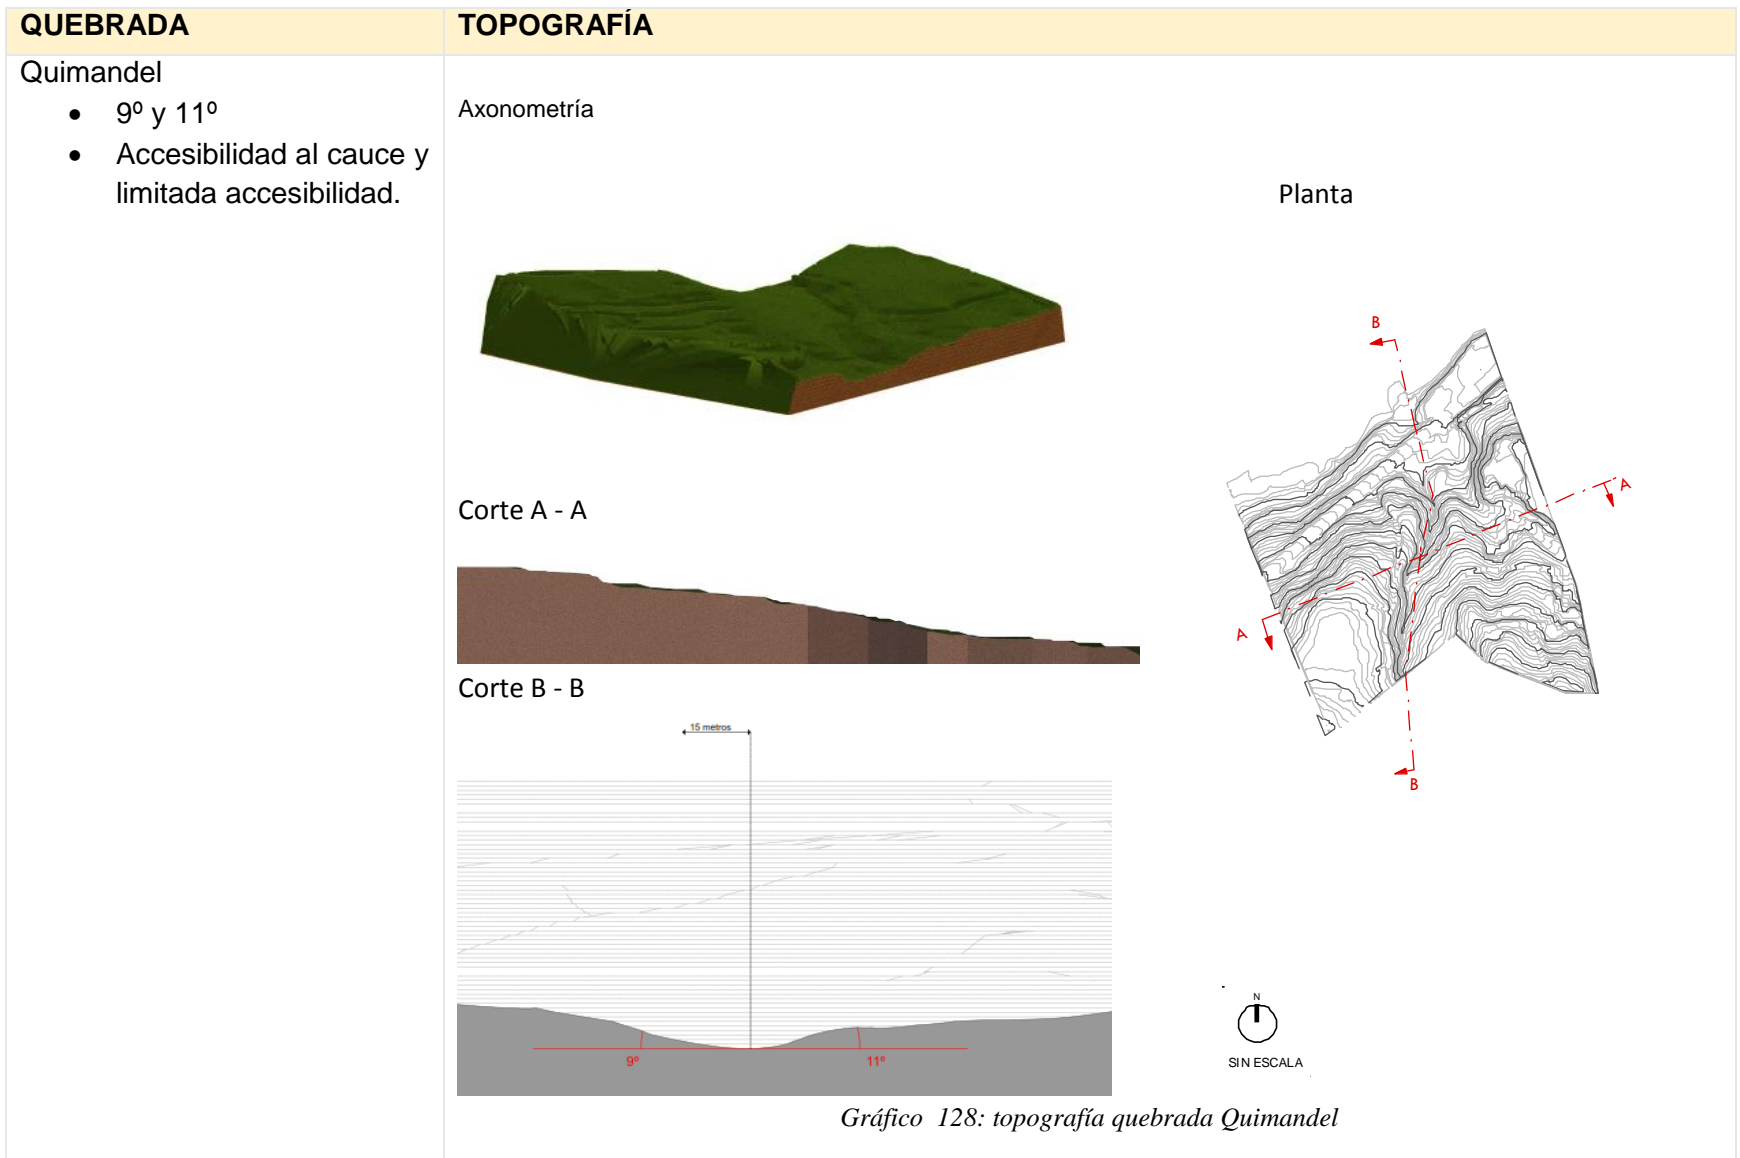 QUEBRADA
TOPOGRAFÍA
Quimandel
• 9º y 11º
• Accesibilidad al cauce y
limitada accesibilidad.
Axonometría
Planta
B
A
A
B
Corte A - A
Corte B - B
15 metros
9º
11º
N
SIN ESCALA
Gráfico 128: topografía quebrada Quimandel